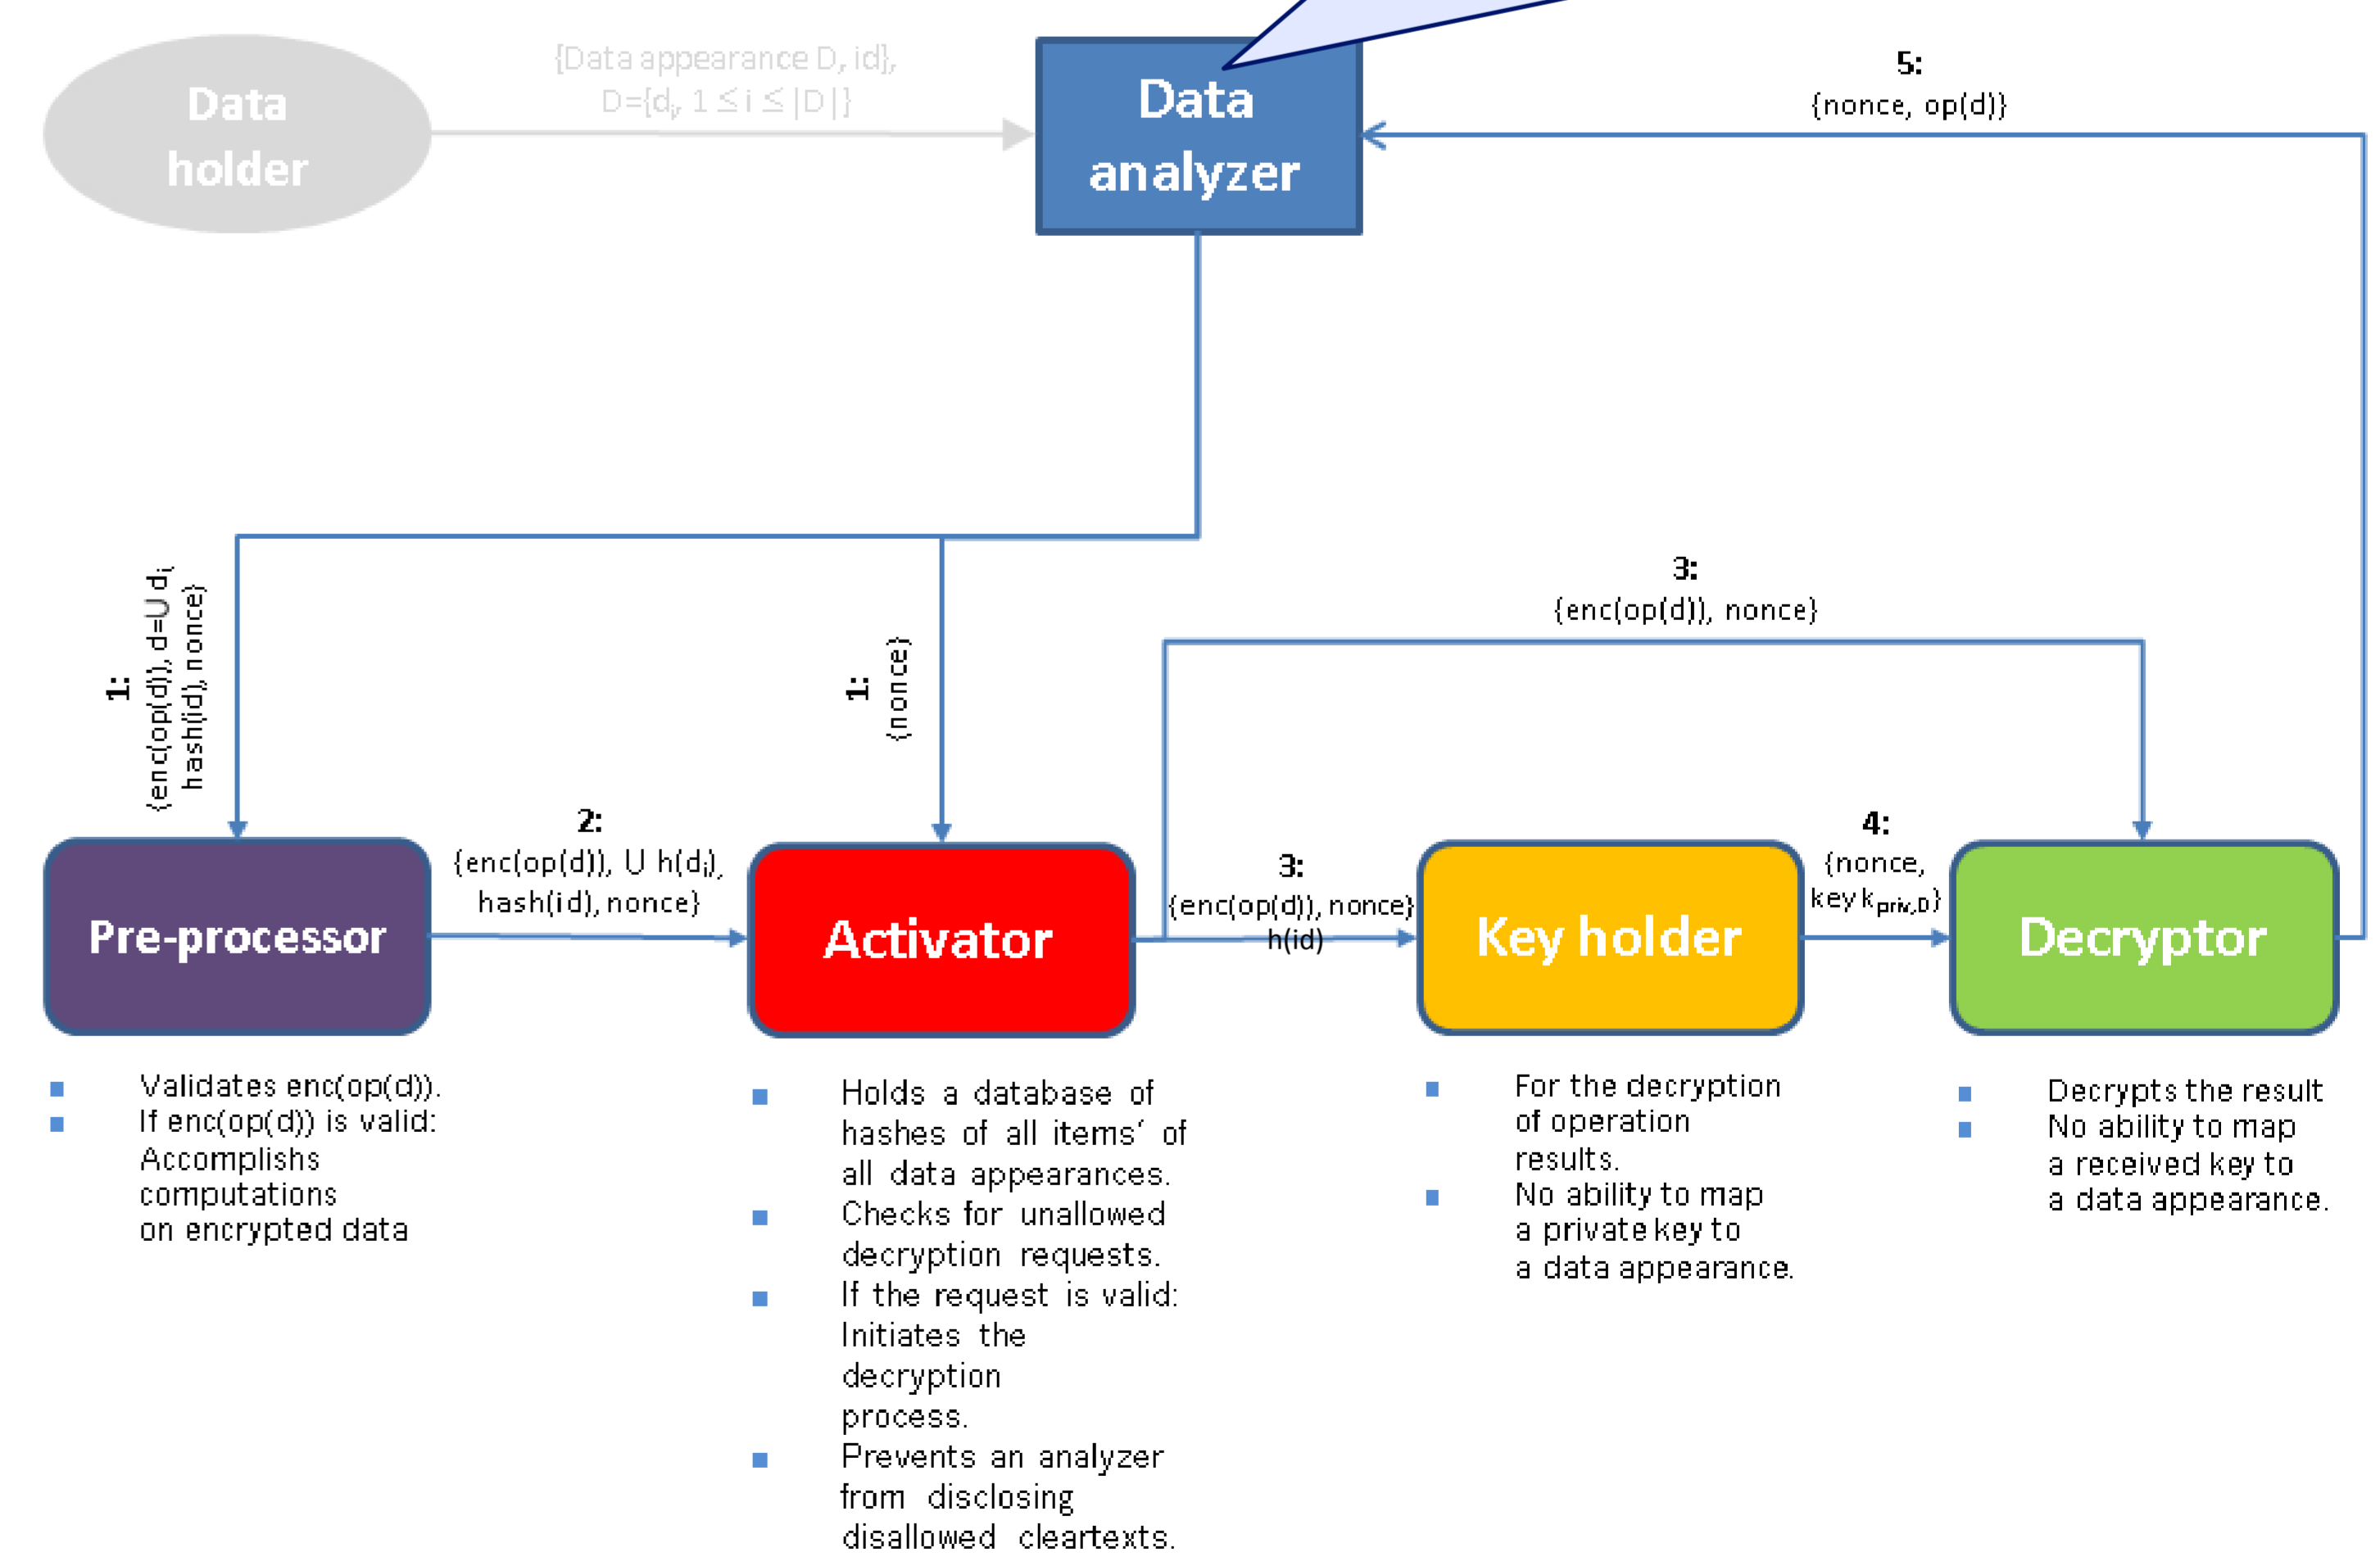 Data
holder
{Data appearance D, id},
D={dᵢ, 1 ≤ i ≤ |D|}
Data
analyzer
5:
{nonce, op(d)}
1:
{enc(op(d)), d=U dᵢ,
hash(id), nonce}
1:
{nonce}
3:
{enc(op(d)), nonce}
2:
{enc(op(d)), U h(dᵢ),
hash(id), nonce}
3:
{enc(op(d)), nonce}
h(id)
4:
{nonce,
key k_priv,D}
Pre-processor
Activator
Key holder
Decryptor
Validates enc(op(d)).
If enc(op(d)) is valid:
Accomplishs
computations
on encrypted data
Holds a database of
hashes of all items´ of
all data appearances.
Checks for unallowed
decryption requests.
If the request is valid:
Initiates the
decryption
process.
Prevents an analyzer
from disclosing
disallowed cleartexts.
For the decryption
of operation
results.
No ability to map
a private key to
a data appearance.
Decrypts the result
No ability to map
a received key to
a data appearance.